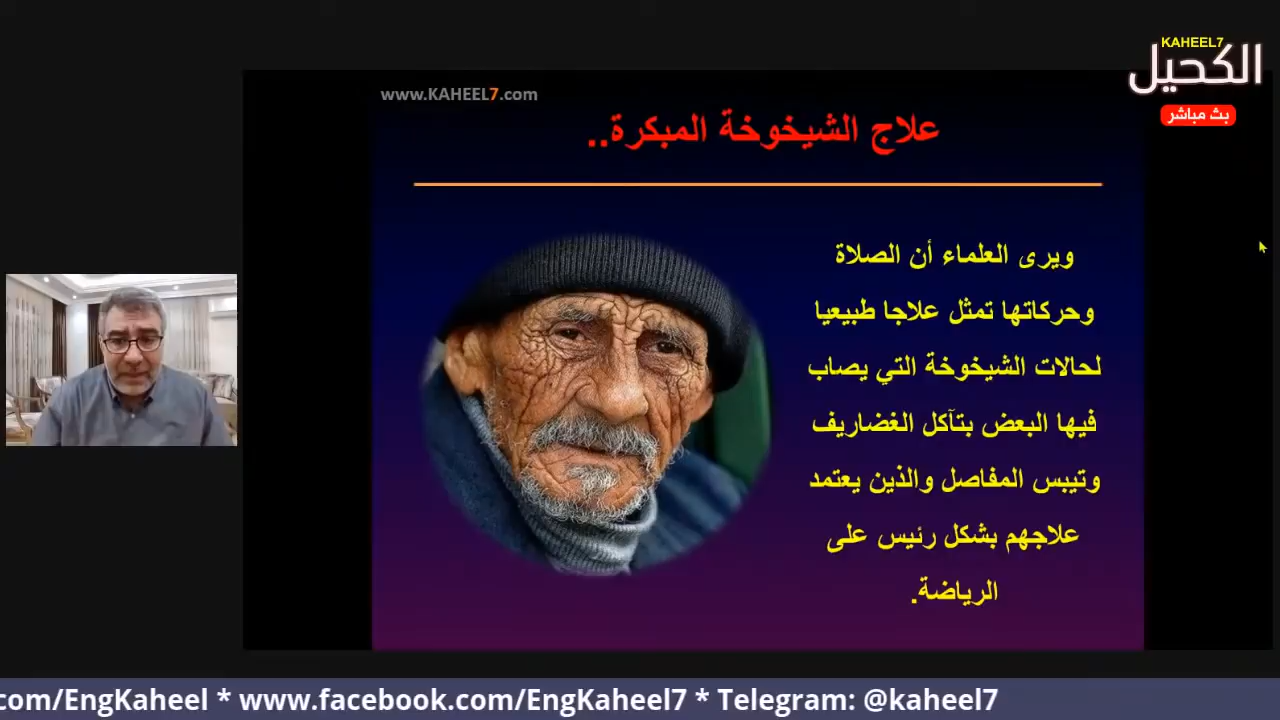 KAHEEL7
الكحيل
بث مباشر
www.KAHEEL7.com
علاج الشيخوخة المبكرة..
ويرى العلماء أن الصلاة
وحركاتها تمثل علاجا طبيعيا
لحالات الشيخوخة التي يصاب
فيها البعض بتآكل الغضاريف
وتيبس المفاصل والذين يعتمد
علاجهم بشكل رئيس على
الرياضة.
com/EngKaheel * www.facebook.com/EngKaheel7 * Telegram: @kaheel7